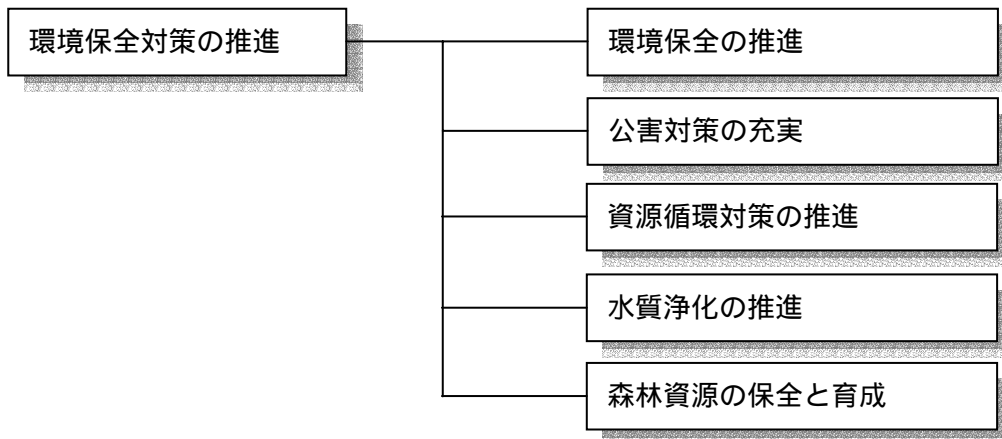 環境保全対策の推進
環境保全の推進
公害対策の充実
資源循環対策の推進
水質浄化の推進
森林資源の保全と育成